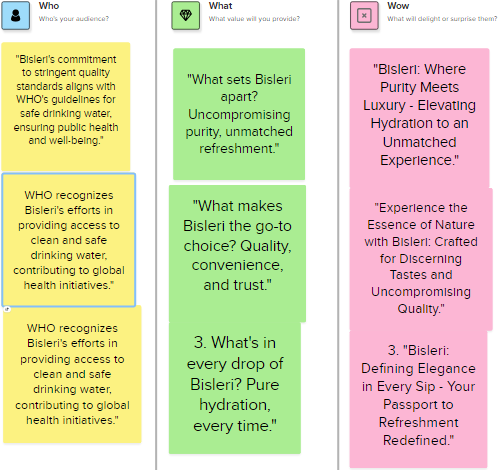 Who
Who's your audience?
"Bisleri's commitment
to stringent quality
standards aligns with
WHO's guidelines for
safe drinking water,
ensuring public health
and well-being."
WHO recognizes
Bisleri's efforts in
providing access to
clean and safe
drinking water,
contributing to global
health initiatives."
WHO recognizes
Bisleri's efforts in
providing access to
clean and safe
drinking water,
contributing to global
health initiatives."
What
What value will you provide?
"What sets Bisleri
apart?
Uncompromising
purity, unmatched
refreshment."
"What makes
Bisleri the go-to
choice? Quality,
convenience,
and trust."
3. What's in
every drop of
Bisleri? Pure
hydration,
every time."
Wow
What will delight or surprise them?
"Bisleri: Where
Purity Meets
Luxury - Elevating
Hydration to an
Unmatched
Experience."
"Experience the
Essence of Nature
with Bisleri: Crafted
for Discerning
Tastes and
Uncompromising
Quality."
3. "Bisleri:
Defining Elegance
in Every Sip - Your
Passport to
Refreshment
Redefined."